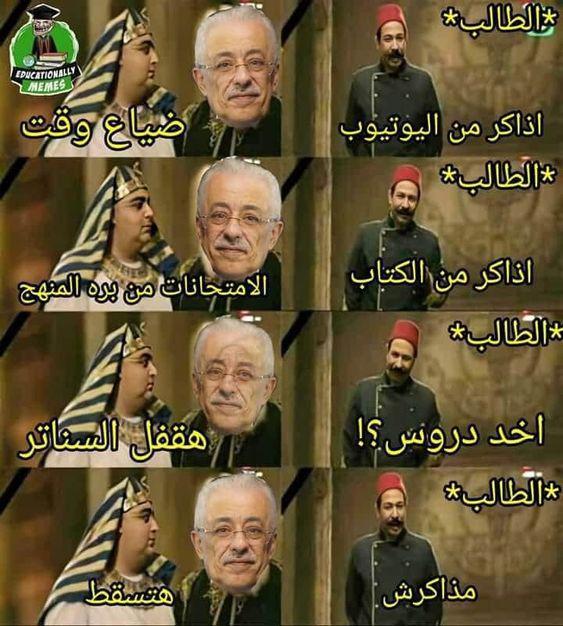 EDUCATIONALLY
MEMES
*الطالب*
اذاكر من اليوتيوب
ضياع وقت
*الطالب*
اذاكر من الكتاب
الامتحانات من بره المنهج
*الطالب*
اخد دروس؟!
هقفل السناتر
*الطالب*
مذاكرش
هتسقط